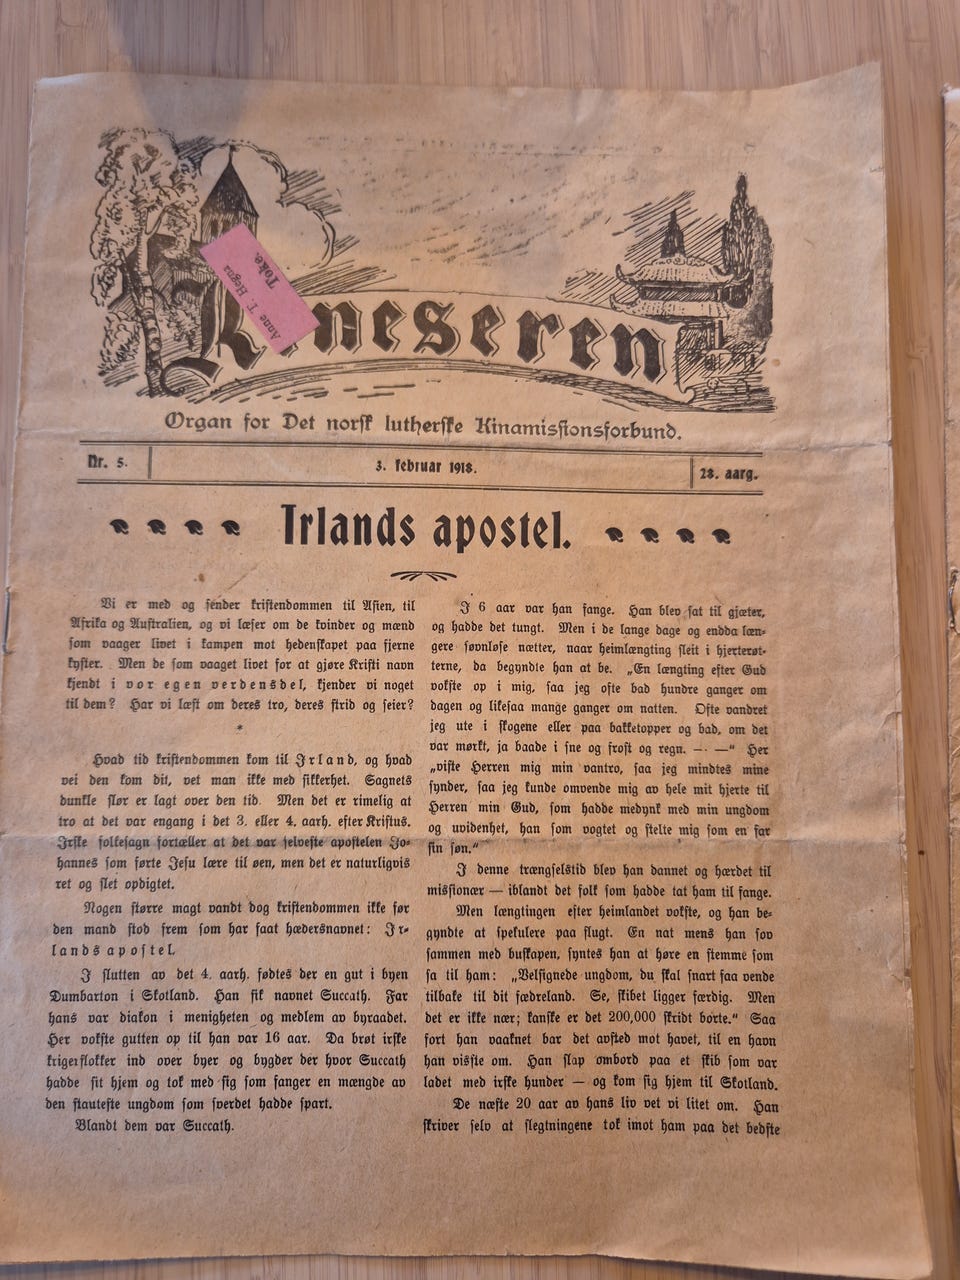 Kineseren
Anne T. Hegna
Toke.
Organ for Det norsk lutherske Kinamissionsforbund.
Nr. 5.
3. februar 1918.
28. aarg.
Irlands apostel.
Vi er med og sender kristendommen til Asien, til
Afrika og Australien, og vi læser om de kvinder og mænd
som vaager livet i kampen mot hedenskapet paa fjerne
kyster. Men de som vaaget livet for at gjøre Kristi navn
kjendt i vor egen verdensdel, kjender vi noget
til dem? Har vi læst om deres tro, deres strid og seier?
*
Hvad tid kristendommen kom til Irland, og hvad
vei den kom dit, vet man ikke med sikkerhet. Sagnets
dunkle slør er lagt over den tid. Men det er rimelig at
tro at det var engang i det 3. eller 4. aarh. efter Kristus.
Irske folkesagn fortæller at det var selveste apostelen Jo-
hannes som førte Jesu lære til øen, men det er naturligvis
ret og slet opdigtet.
Nogen større magt vandt dog kristendommen ikke før
den mand stod frem som har faat hædersnavnet: Ir-
lands apostel.
I slutten av det 4. aarh. fødtes der en gut i byen
Dumbarton i Skotland. Han fik navnet Succath. Far
hans var diakon i menigheten og medlem av byraadet.
Her vokste gutten op til han var 16 aar. Da brøt irske
krigerflokker ind over byer og bygder der hvor Succath
hadde sit hjem og tok med sig som fanger en mængde av
den stauteste ungdom som sverdet hadde spart.
Blandt dem var Succath.
I 6 aar var han fange. Han blev sat til gjæter,
og hadde det tungt. Men i de lange dage og endda læn-
gere søvnløse nætter, naar heimlængting sleit i hjerterøt-
terne, da begyndte han at be. „En længting efter Gud
vokste op i mig, saa jeg ofte bad hundre ganger om
dagen og likesaa mange ganger om natten. Ofte vandret
jeg ute i skogene eller paa bakketopper og bad, om det
var mørkt, ja baade i sne og frost og regn. — —“ Her
„viste Herren mig min vantro, saa jeg mindtes mine
synder, saa jeg kunde omvende mig av hele mit hjerte til
Herren min Gud, som hadde medynk med min ungdom
og uvidenhet, han som vogtet og stelte mig som en far
sin søn.“
I denne trængselstid blev han dannet og hærdet til
missionær — iblandt det folk som hadde tat ham til fange.
Men længtingen efter heimlandet vokste, og han be-
gyndte at spekulere paa flugt. En nat mens han sov
sammen med buskapen, syntes han at høre en stemme som
sa til ham: „Velsignede ungdom, du skal snart faa vende
tilbake til dit fædreland. Se, skibet ligger færdig. Men
det er ikke nær; kanske er det 200,000 skridt borte.“ Saa
fort han vaaknet bar det avsted mot havet, til en havn
han visste om. Han slap ombord paa et skib som var
ladet med irske hunder — og kom sig hjem til Skotland.
De næste 20 aar av hans liv vet vi litet om. Han
skriver selv at slegtningene tok imot ham paa det bedste